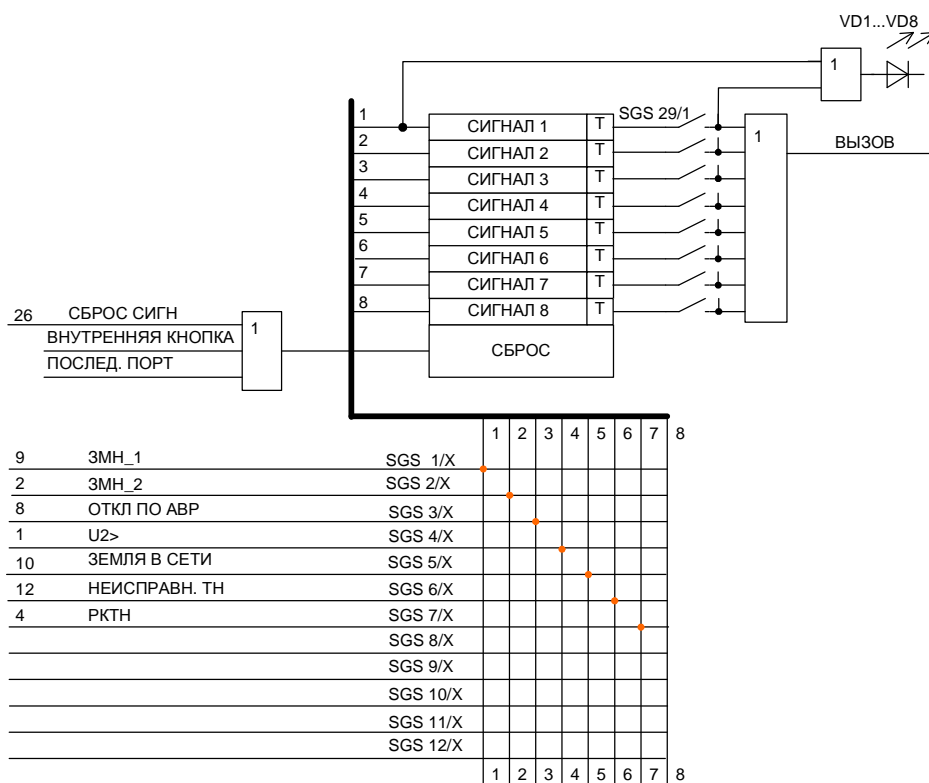 VD1...VD8
1
1
2
3
4
5
6
7
8
СИГНАЛ 1 Т SGS 29/1
СИГНАЛ 2 Т
СИГНАЛ 3 Т
СИГНАЛ 4 Т
СИГНАЛ 5 Т
СИГНАЛ 6 Т
СИГНАЛ 7 Т
СИГНАЛ 8 Т
СБРОС
1
ВЫЗОВ
26 СБРОС СИГН
ВНУТРЕННЯЯ КНОПКА
ПОСЛЕД. ПОРТ
1
1 2 3 4 5 6 7 8
9 ЗМН_1 SGS 1/X
2 ЗМН_2 SGS 2/X
8 ОТКЛ ПО АВР SGS 3/X
1 U2> SGS 4/X
10 ЗЕМЛЯ В СЕТИ SGS 5/X
12 НЕИСПРАВН. ТН SGS 6/X
4 РКТН SGS 7/X
SGS 8/X
SGS 9/X
SGS 10/X
SGS 11/X
SGS 12/X
1 2 3 4 5 6 7 8